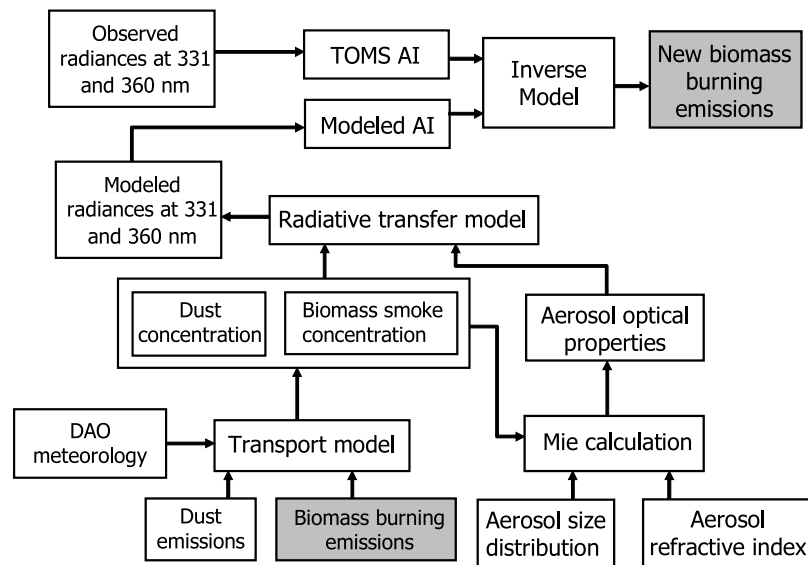 Observed
radiances at 331
and 360 nm
TOMS AI
Inverse
Model
New biomass
burning
emissions
Modeled AI
Modeled
radiances at 331
and 360 nm
Radiative transfer model
Dust
concentration
Biomass smoke
concentration
Aerosol optical
properties
DAO
meteorology
Transport model
Mie calculation
Dust
emissions
Biomass burning
emissions
Aerosol size
distribution
Aerosol
refractive index